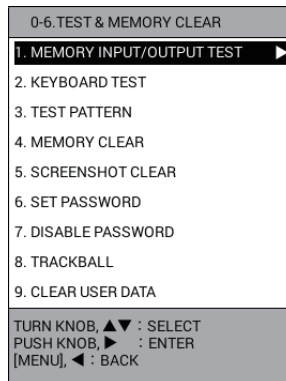 0-6.TEST & MEMORY CLEAR
1. MEMORY INPUT/OUTPUT TEST ▶
2. KEYBOARD TEST
3. TEST PATTERN
4. MEMORY CLEAR
5. SCREENSHOT CLEAR
6. SET PASSWORD
7. DISABLE PASSWORD
8. TRACKBALL
9. CLEAR USER DATA
TURN KNOB, ▲▼ : SELECT
PUSH KNOB, ▶ : ENTER
[MENU], ◀ : BACK